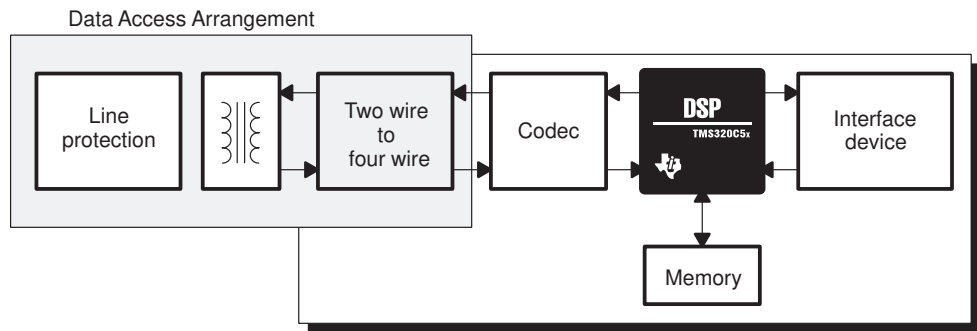 Data Access Arrangement
Line
protection
Two wire
to
four wire
Codec
DSP
TMS320C5x
Interface
device
Memory